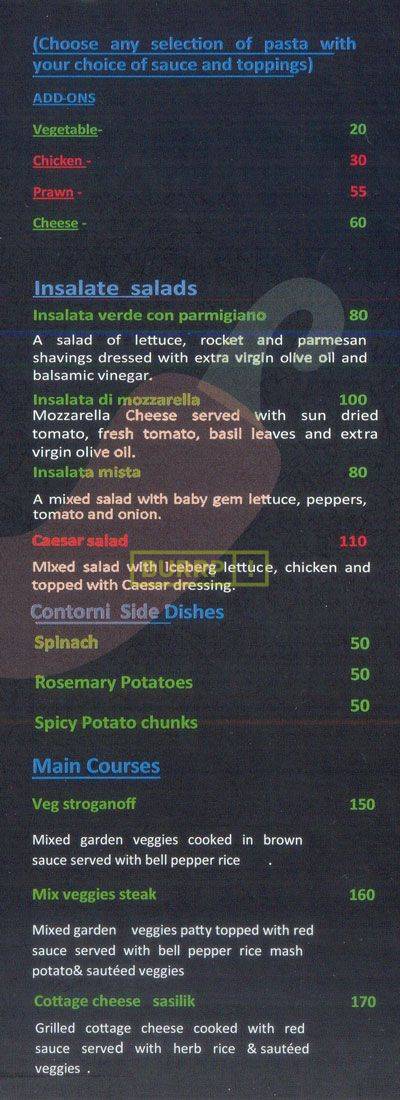 (Choose any selection of pasta with
your choice of sauce and toppings)
ADD-ONS
Vegetable- 20
Chicken - 30
Prawn - 55
Cheese - 60
Insalate salads
Insalata verde con parmigiano 80
A salad of lettuce, rocket and parmesan
shavings dressed with extra virgin olive oil and
balsamic vinegar.
Insalata di mozzarella 100
Mozzarella Cheese served with sun dried
tomato, fresh tomato, basil leaves and extra
virgin olive oil.
Insalata mista 80
A mixed salad with baby gem lettuce, peppers,
tomato and onion.
Caesar salad 110
Mixed salad with Iceberg lettuce, chicken and
topped with Caesar dressing.
BURRP!
Contorni Side Dishes
Spinach 50
Rosemary Potatoes 50
Spicy Potato chunks 50
Main Courses
Veg stroganoff 150
Mixed garden veggies cooked in brown
sauce served with bell pepper rice .
Mix veggies steak 160
Mixed garden veggies patty topped with red
sauce served with bell pepper rice mash
potato& sautéed veggies
Cottage cheese sasilik 170
Grilled cottage cheese cooked with red
sauce served with herb rice & sautéed
veggies .